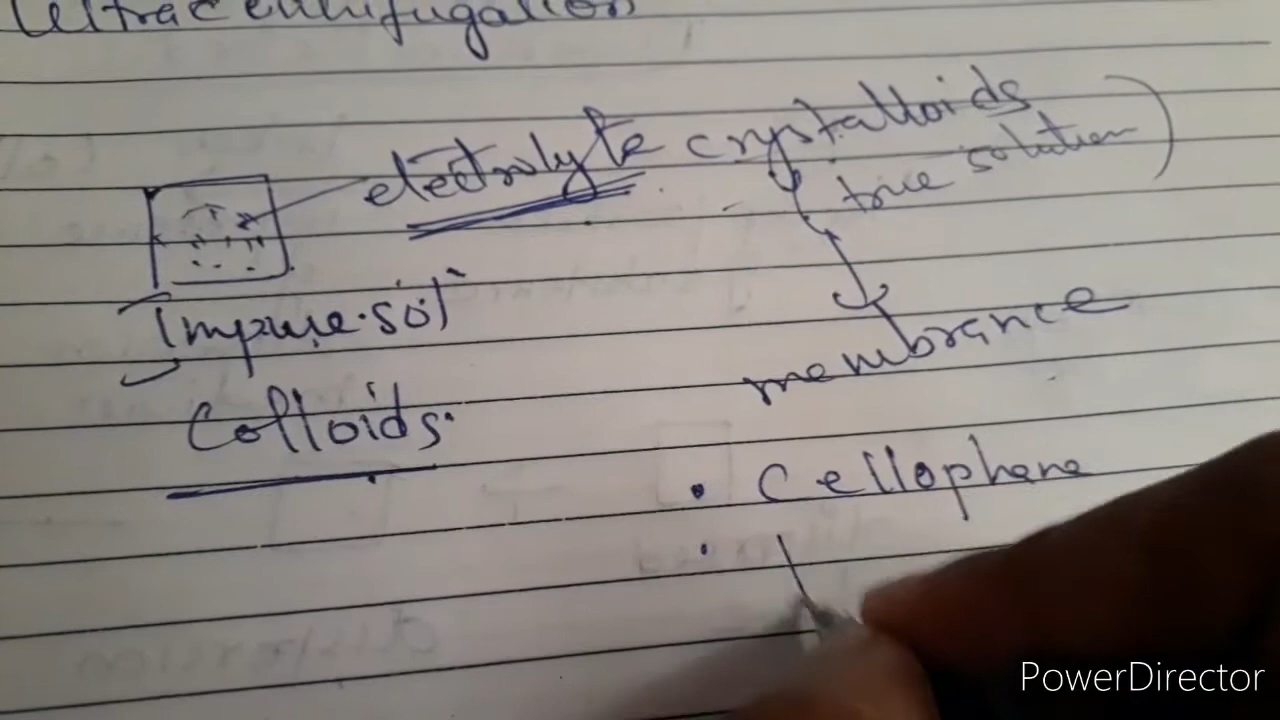 Ultracentrifugation
electrolyte crystalloids
(true solution)
Impure sol
membrance
Colloids.
• Cellophane
•
PowerDirector